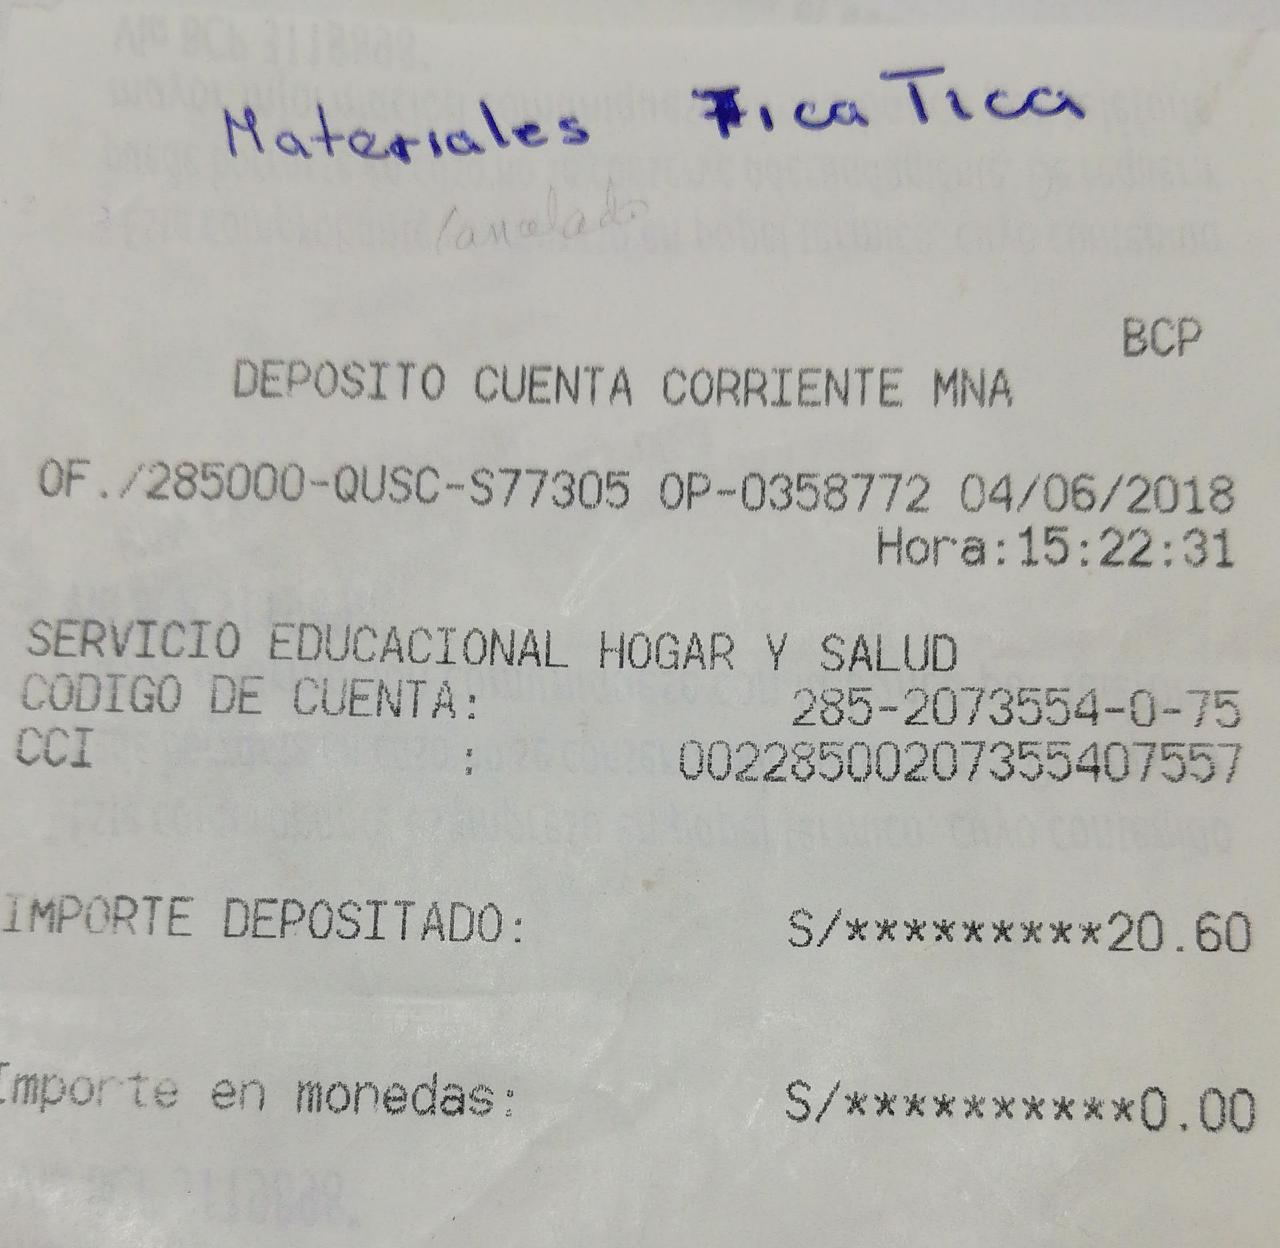 Materiales Tica Tica
Cancelado
BCP
DEPOSITO CUENTA CORRIENTE MNA
OF./285000-QUSC-S77305 OP-0358772 04/06/2018
Hora:15:22:31
SERVICIO EDUCACIONAL HOGAR Y SALUD
CODIGO DE CUENTA: 285-2073554-0-75
CCI : 00228500207355407557
IMPORTE DEPOSITADO: S/*********20.60
Importe en monedas: S/**********0.00